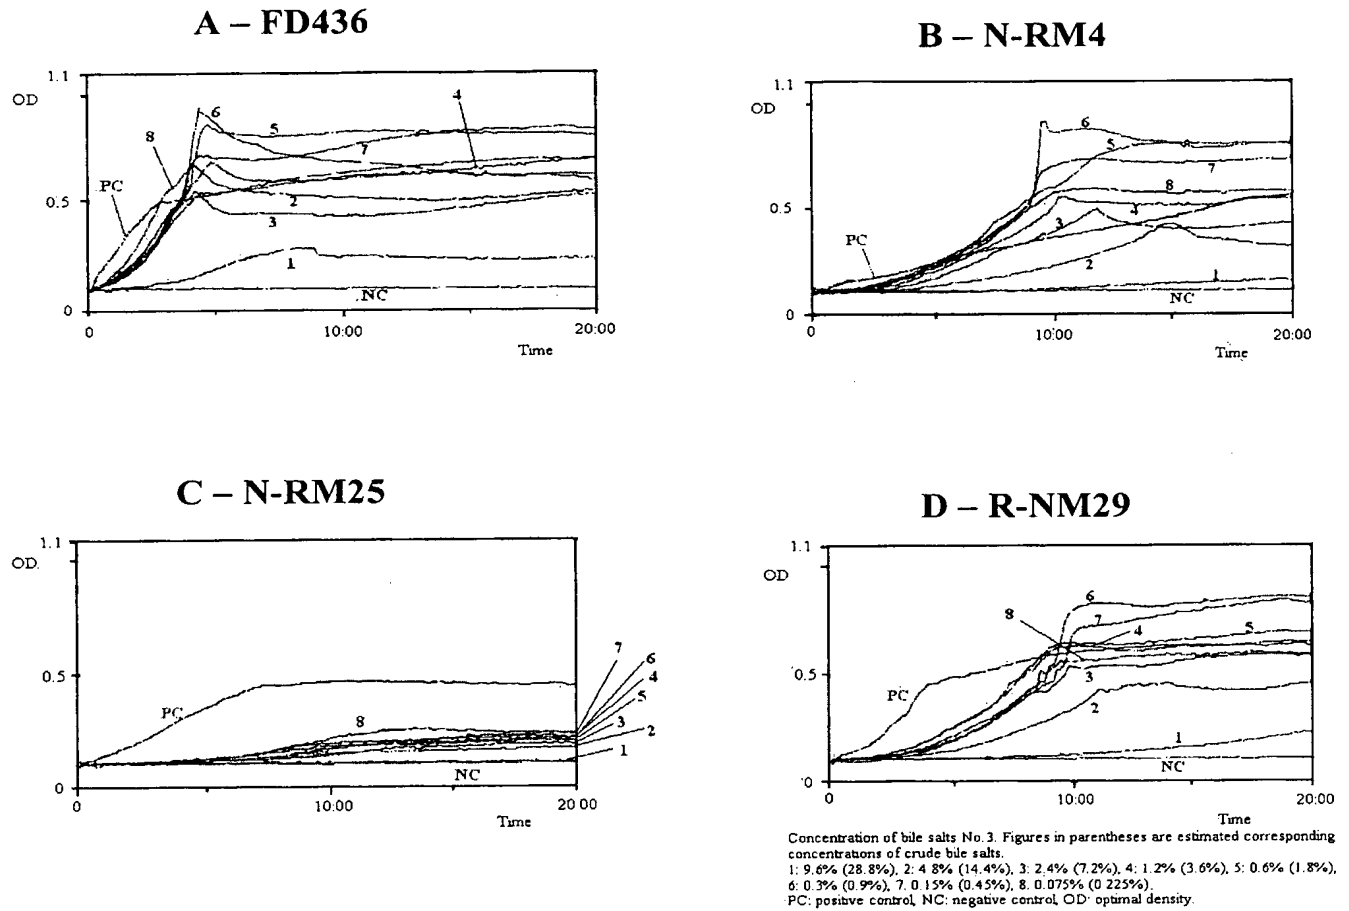 A – FD436
1.1
OD
0.5
0
PC
8
6
5
7
4
2
3
1
NC
0
10:00
20:00
Time
B – N-RM4
1.1
OD
0.5
0
PC
6
5
7
8
4
3
2
1
NC
0
10:00
20:00
Time
C – N-RM25
1.1
OD.
0.5
0
PC
8
7
6
4
5
3
2
1
NC
0
10:00
20 00
Time
D – R-NM29
1.1
OD
0.5
0
PC
8
6
7
4
5
3
2
1
NC
0
10:00
20:00
Time
Concentration of bile salts No.3. Figures in parentheses are estimated corresponding
concentrations of crude bile salts.
1: 9.6% (28.8%), 2: 4 8% (14.4%), 3: 2.4% (7.2%), 4: 1.2% (3.6%), 5: 0.6% (1.8%),
6: 0.3% (0.9%), 7. 0.15% (0.45%), 8. 0.075% (0 225%).
PC: positive control, NC: negative control, OD: optimal density.